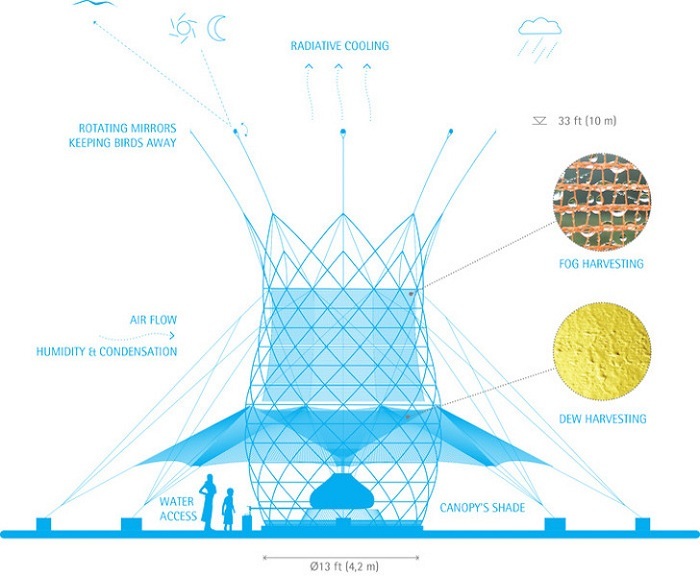 RADIATIVE COOLING
ROTATING MIRRORS
KEEPING BIRDS AWAY
33 ft (10 m)
FOG HARVESTING
AIR FLOW
HUMIDITY & CONDENSATION
DEW HARVESTING
WATER
ACCESS
CANOPY'S SHADE
Ø13 ft (4,2 m)